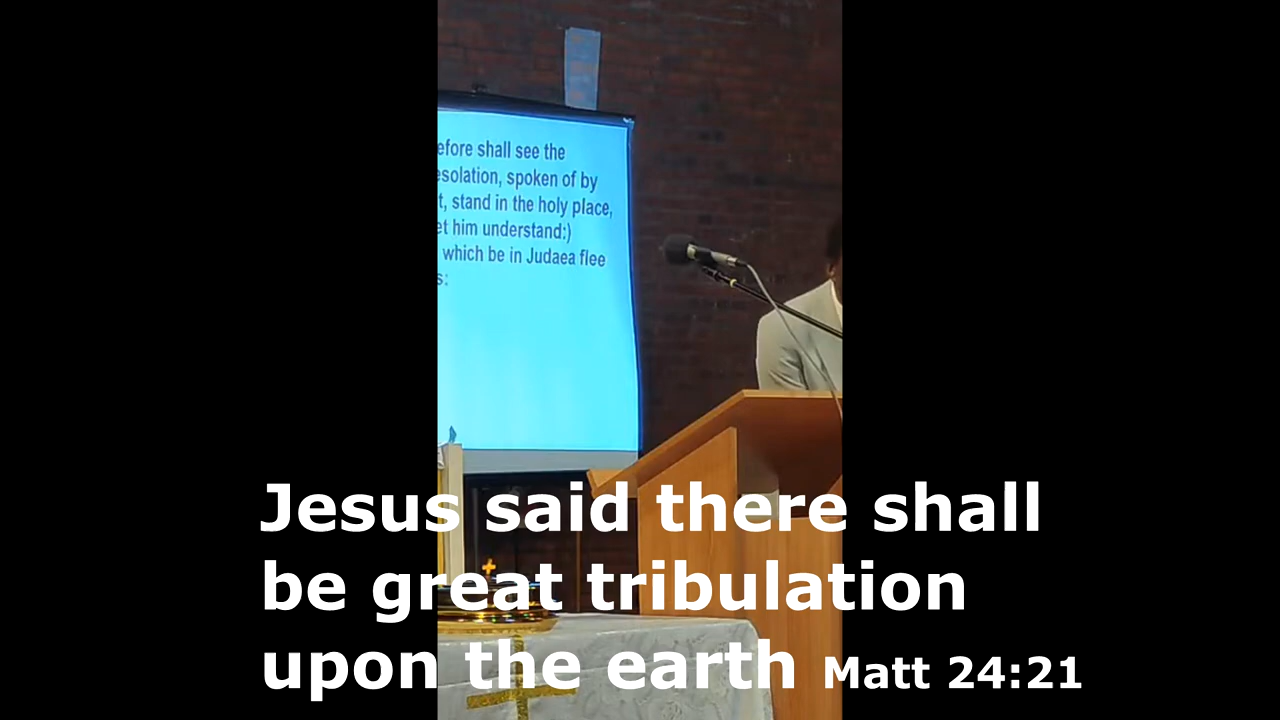 efore shall see the
esolation, spoken of by
t, stand in the holy place,
et him understand:)
which be in Judaea flee
s:
Jesus said there shall
be great tribulation
upon the earth Matt 24:21